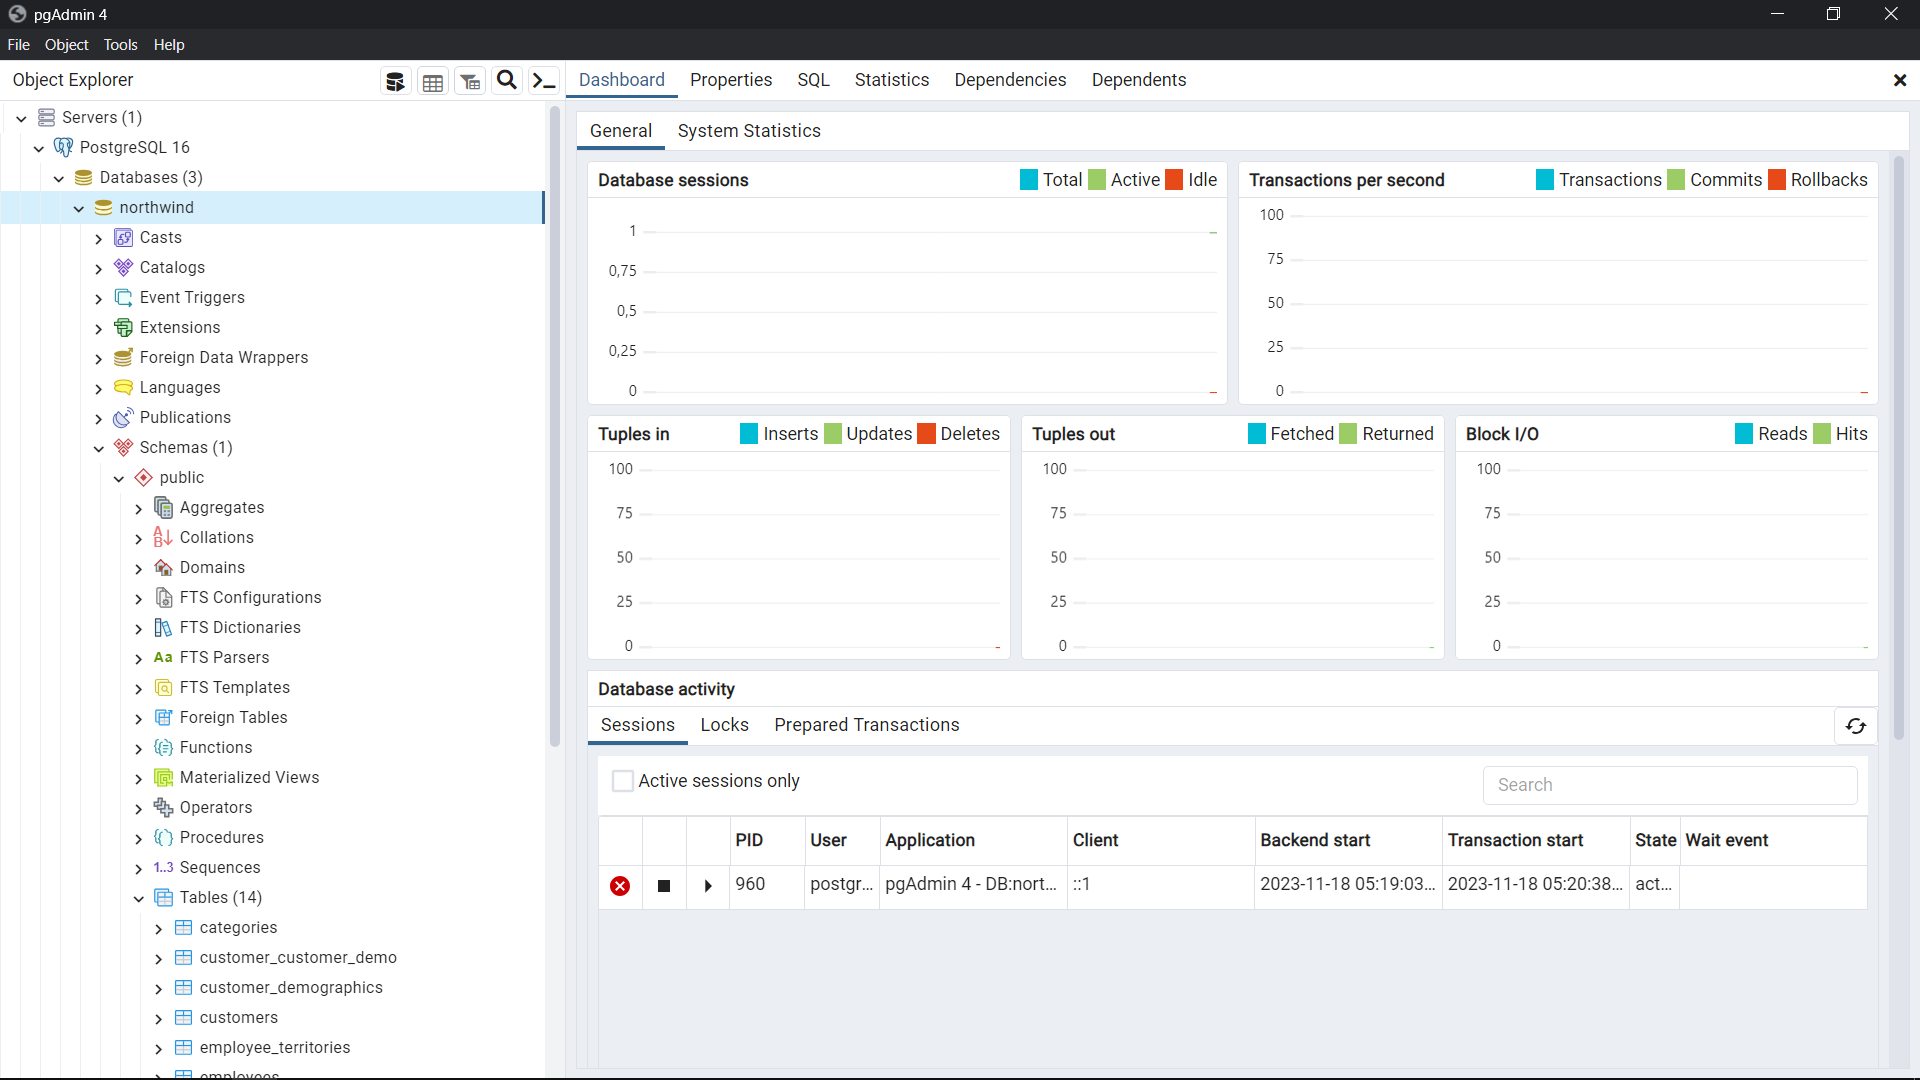 pgAdmin 4
File Object Tools Help
Object Explorer
Dashboard Properties SQL Statistics Dependencies Dependents
Servers (1)
PostgreSQL 16
Databases (3)
northwind
Casts
Catalogs
Event Triggers
Extensions
Foreign Data Wrappers
Languages
Publications
Schemas (1)
public
Aggregates
Collations
Domains
FTS Configurations
FTS Dictionaries
Aa FTS Parsers
FTS Templates
Foreign Tables
Functions
Materialized Views
Operators
Procedures
1..3 Sequences
Tables (14)
categories
customer_customer_demo
customer_demographics
customers
employee_territories
employees
General System Statistics
Database sessions Total Active Idle
1
0,75
0,5
0,25
0
Transactions per second Transactions Commits Rollbacks
100
75
50
25
0
Tuples in Inserts Updates Deletes
100
75
50
25
0
Tuples out Fetched Returned
100
75
50
25
0
Block I/O Reads Hits
100
75
50
25
0
Database activity
Sessions Locks Prepared Transactions
Active sessions only
Search
PID User Application Client Backend start Transaction start State Wait event
960 postgr... pgAdmin 4 - DB:nort... ::1 2023-11-18 05:19:03... 2023-11-18 05:20:38... act...